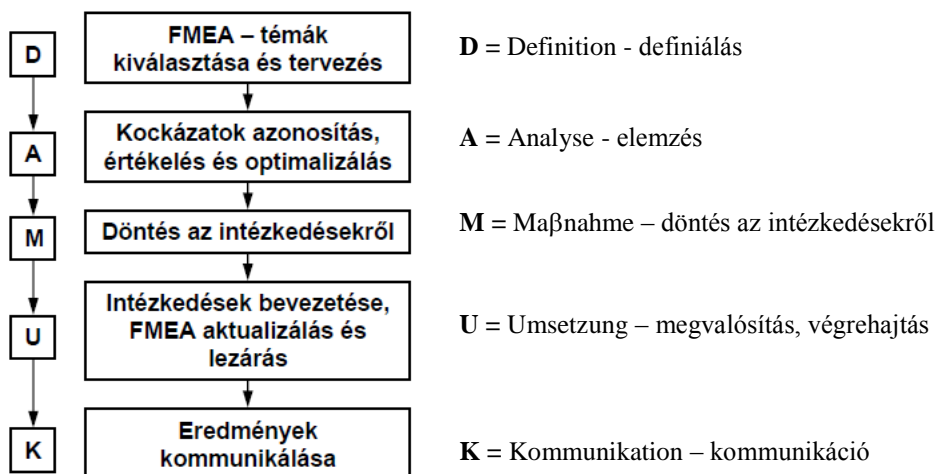 D
FMEA – témák
kiválasztása és tervezés
D = Definition - definiálás
A
Kockázatok azonosítás,
értékelés és optimalizálás
A = Analyse - elemzés
M
Döntés az intézkedésekről
M = Maβnahme – döntés az intézkedésekről
U
Intézkedések bevezetése,
FMEA aktualizálás és
lezárás
U = Umsetzung – megvalósítás, végrehajtás
K
Eredmények
kommunikálása
K = Kommunikation – kommunikáció